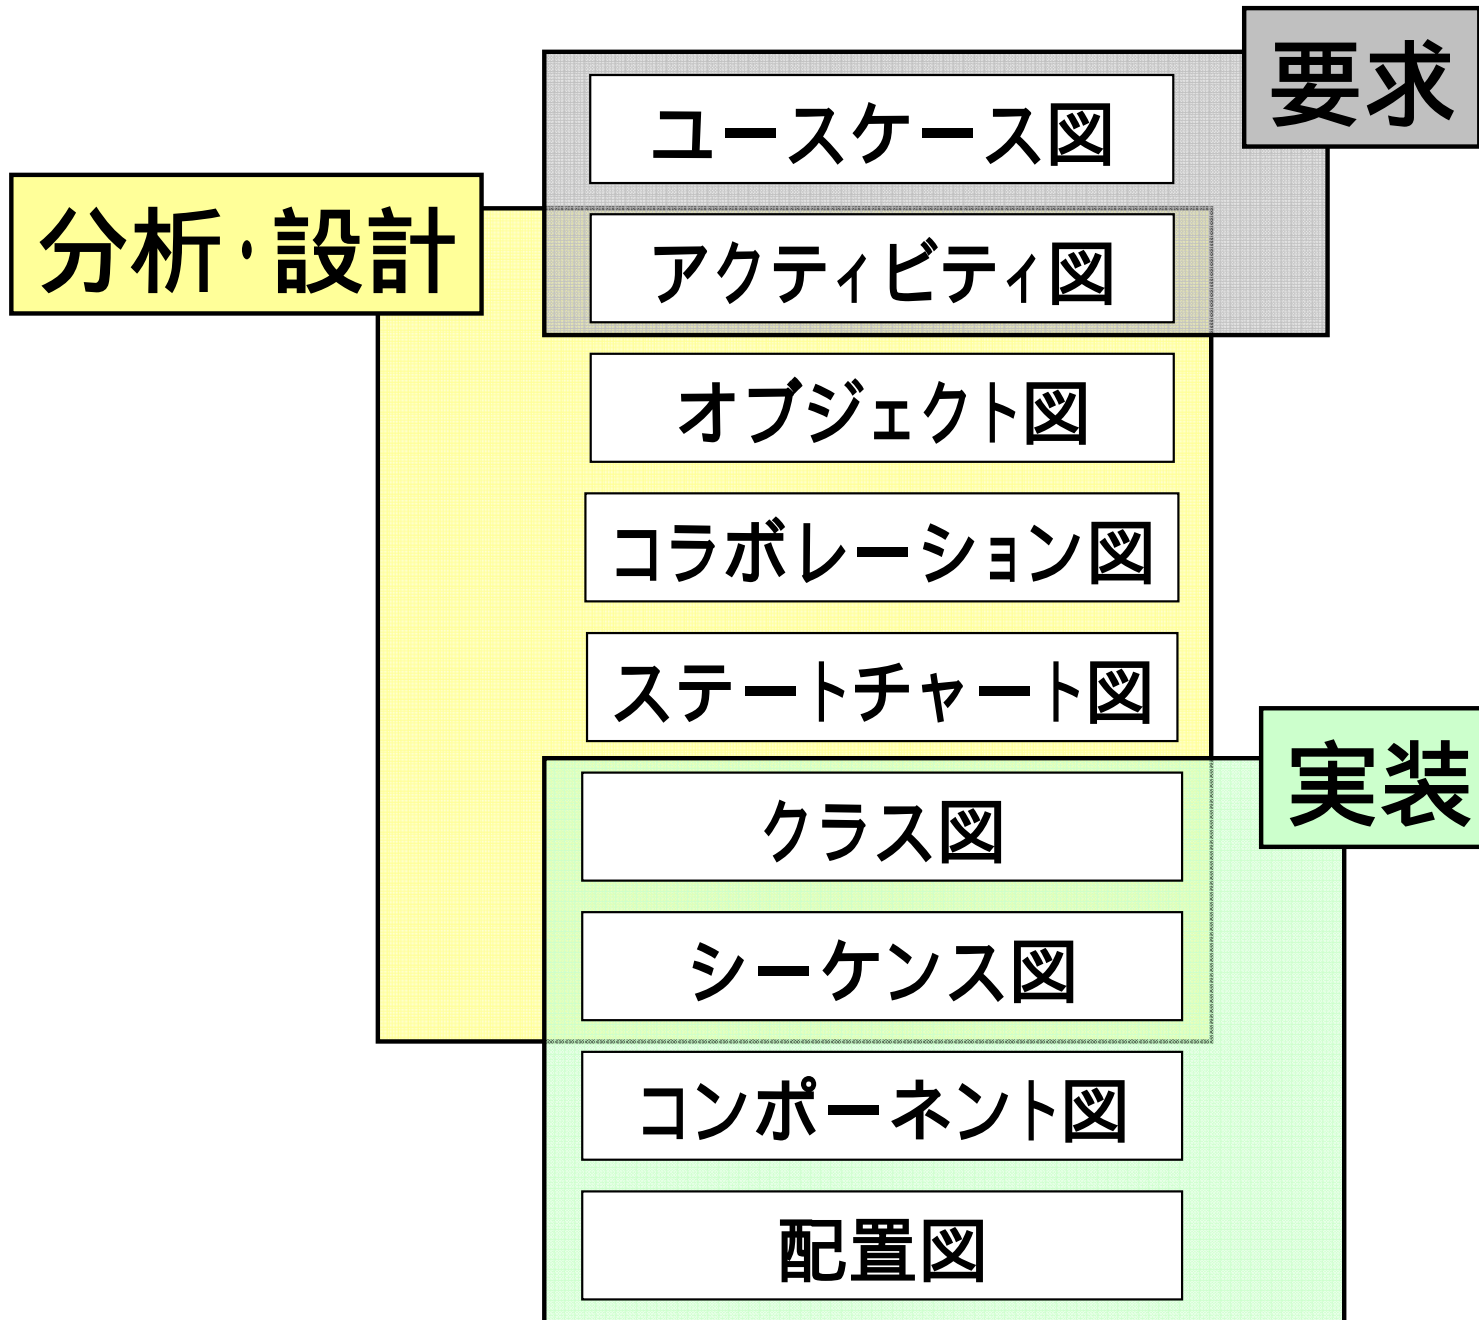 要求
ユースケース図
分析・設計
アクティビティ図
オブジェクト図
コラボレーション図
ステートチャート図
実装
クラス図
シーケンス図
コンポーネント図
配置図